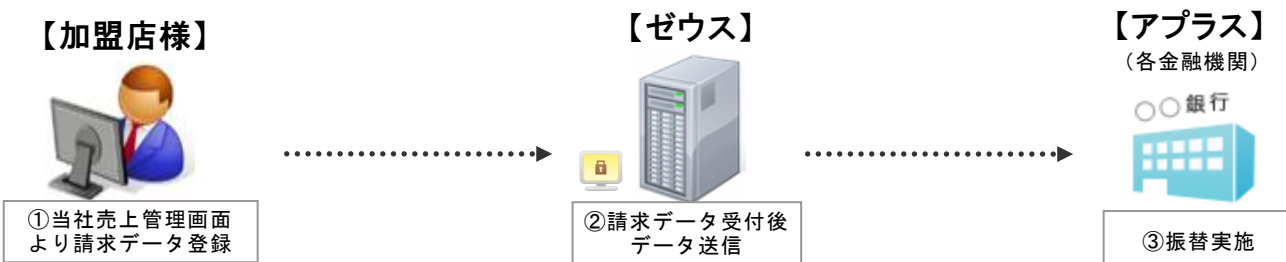 【加盟店様】
【ゼウス】
【アプラス】
（各金融機関）
○○銀行
①当社売上管理画面
より請求データ登録
②請求データ受付後
データ送信
③振替実施